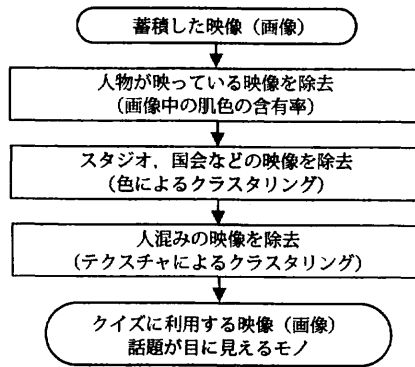 蓄積した映像（画像）
人物が映っている映像を除去
（画像中の肌色の含有率）
スタジオ，国会などの映像を除去
（色によるクラスタリング）
人混みの映像を除去
（テクスチャによるクラスタリング）
クイズに利用する映像（画像）
話題が目に見えるモノ